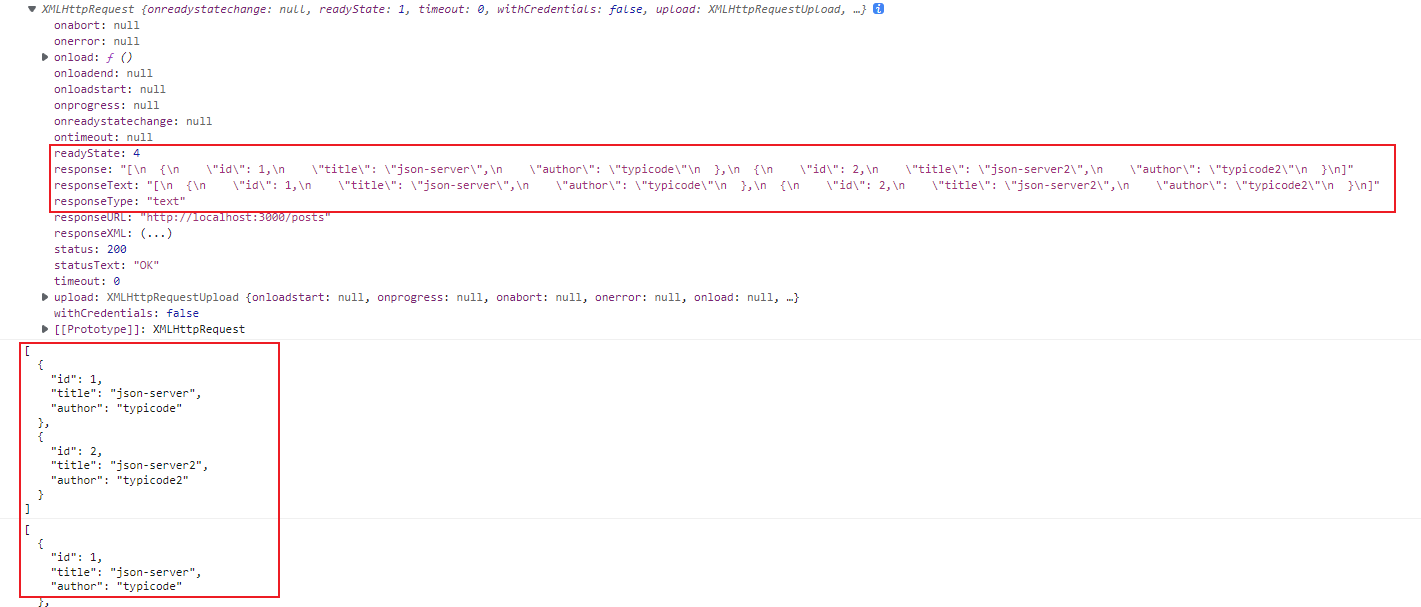 XMLHttpRequest {onreadystatechange: null, readyState: 1, timeout: 0, withCredentials: false, upload: XMLHttpRequestUpload, …}
onabort: null
onerror: null
onload: ƒ ()
onloadend: null
onloadstart: null
onprogress: null
onreadystatechange: null
ontimeout: null
readyState: 4
response: "[\n  {\n    \"id\": 1,\n    \"title\": \"json-server\",\n    \"author\": \"typicode\"\n  },\n  {\n    \"id\": 2,\n    \"title\": \"json-server2\",\n    \"author\": \"typicode2\"\n  }\n]"
responseText: "[\n  {\n    \"id\": 1,\n    \"title\": \"json-server\",\n    \"author\": \"typicode\"\n  },\n  {\n    \"id\": 2,\n    \"title\": \"json-server2\",\n    \"author\": \"typicode2\"\n  }\n]"
responseType: "text"
responseURL: "http://localhost:3000/posts"
responseXML: (...)
status: 200
statusText: "OK"
timeout: 0
upload: XMLHttpRequestUpload {onloadstart: null, onprogress: null, onabort: null, onerror: null, onload: null, …}
withCredentials: false
[[Prototype]]: XMLHttpRequest
[
  {
    "id": 1,
    "title": "json-server",
    "author": "typicode"
  },
  {
    "id": 2,
    "title": "json-server2",
    "author": "typicode2"
  }
]
[
  {
    "id": 1,
    "title": "json-server",
    "author": "typicode"
  },